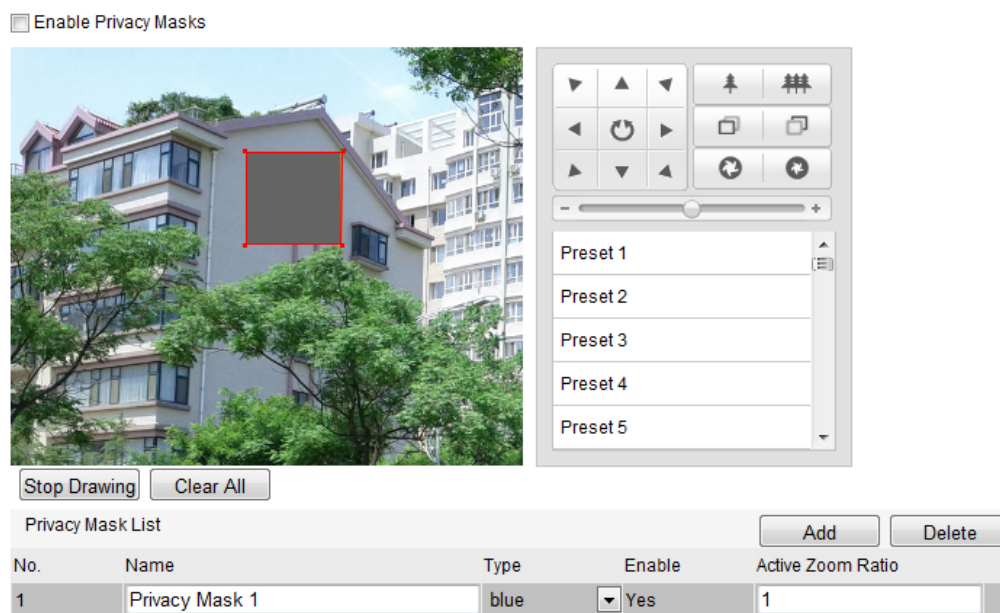 Enable Privacy Masks
Preset 1
Preset 2
Preset 3
Preset 4
Preset 5
Stop Drawing Clear All
Privacy Mask List Add Delete
No. Name Type Enable Active Zoom Ratio
1 Privacy Mask 1 blue Yes 1